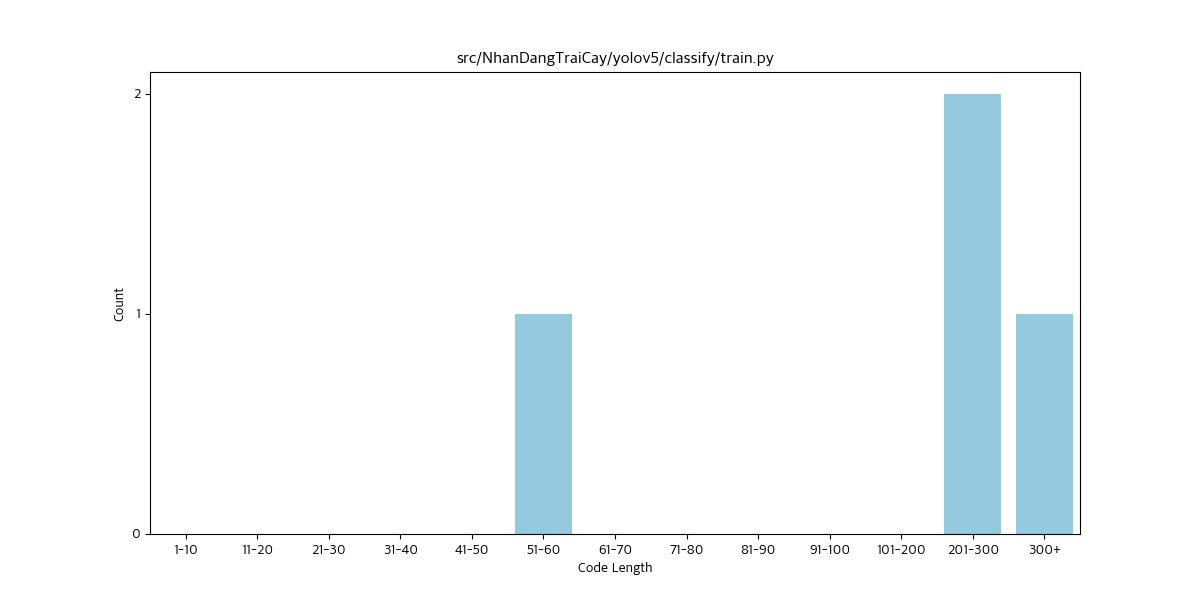 src/NhanDangTraiCay/yolov5/classify/train.py
Count
2
1
0
1-10 11-20 21-30 31-40 41-50 51-60 61-70 71-80 81-90 91-100 101-200 201-300 300+
Code Length